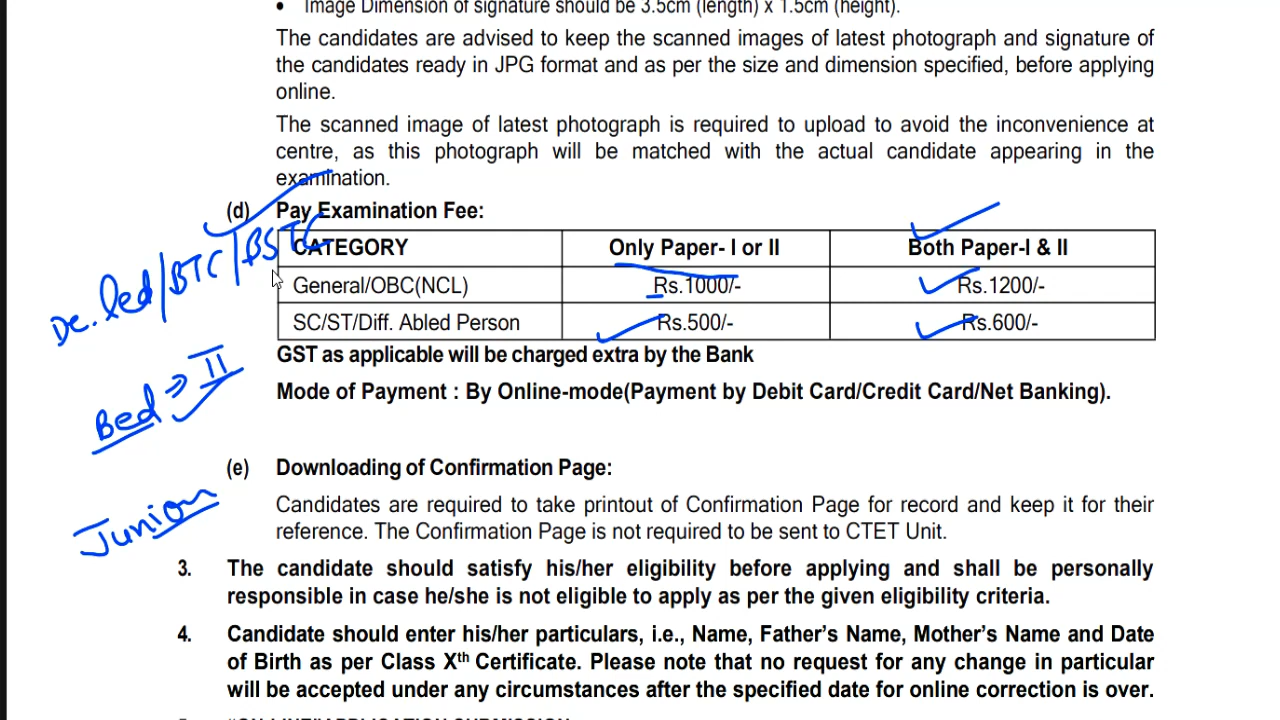 • Image Dimension of signature should be 3.5cm (length) x 1.5cm (height).
The candidates are advised to keep the scanned images of latest photograph and signature of
the candidates ready in JPG format and as per the size and dimension specified, before applying
online.
The scanned image of latest photograph is required to upload to avoid the inconvenience at
centre, as this photograph will be matched with the actual candidate appearing in the
examination.
(d) Pay Examination Fee:
CATEGORY Only Paper- I or II Both Paper-I & II
General/OBC(NCL) Rs.1000/- Rs.1200/-
SC/ST/Diff. Abled Person Rs.500/- Rs.600/-
De.led/BTC/BSTC
GST as applicable will be charged extra by the Bank
Mode of Payment : By Online-mode(Payment by Debit Card/Credit Card/Net Banking).
Bed ⇒ II
(e) Downloading of Confirmation Page:
Candidates are required to take printout of Confirmation Page for record and keep it for their
reference. The Confirmation Page is not required to be sent to CTET Unit.
Junior
3. The candidate should satisfy his/her eligibility before applying and shall be personally
responsible in case he/she is not eligible to apply as per the given eligibility criteria.
4. Candidate should enter his/her particulars, i.e., Name, Father's Name, Mother's Name and Date
of Birth as per Class Xth Certificate. Please note that no request for any change in particular
will be accepted under any circumstances after the specified date for online correction is over.